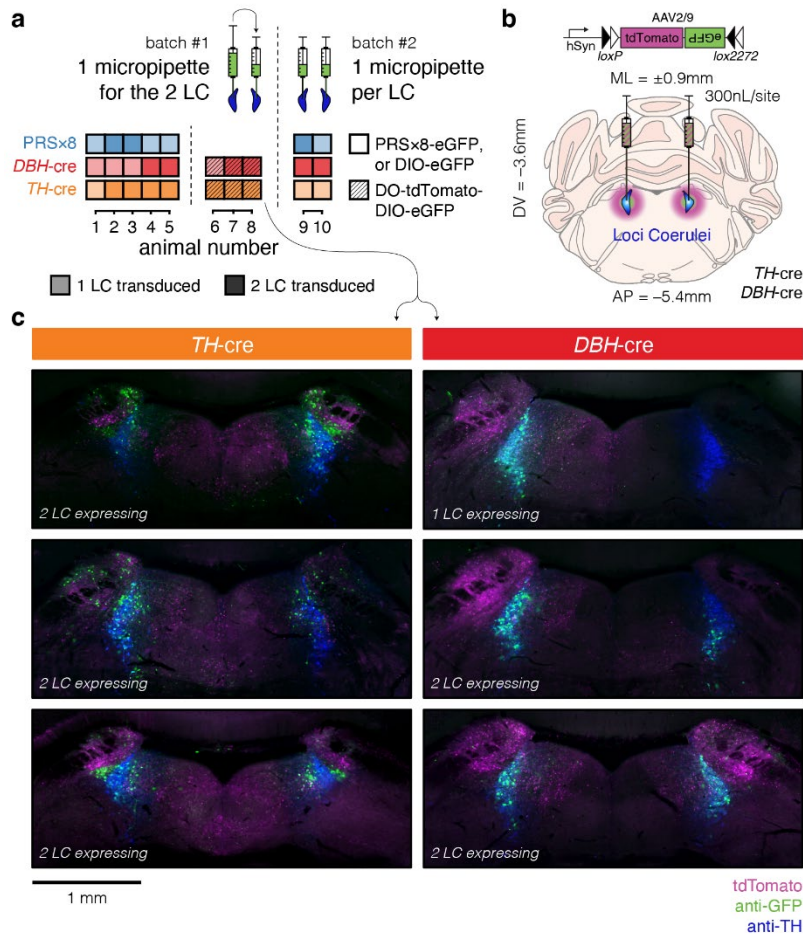 a
batch #1
1 micropipette
for the 2 LC
batch #2
1 micropipette
per LC
PRS×8
DBH-cre
TH-cre
PRS×8-eGFP,
or DIO-eGFP
DO-tdTomato-
DIO-eGFP
1 2 3 4 5 6 7 8 9 10
animal number
1 LC transduced
2 LC transduced
b
AAV2/9
hSyn
loxP
tdTomato
eGFP
lox2272
ML = ±0.9mm
300nL/site
DV = −3.6mm
Loci Coerulei
AP = −5.4mm
TH-cre
DBH-cre
c
TH-cre
DBH-cre
2 LC expressing
1 LC expressing
2 LC expressing
2 LC expressing
2 LC expressing
2 LC expressing
1 mm
tdTomato
anti-GFP
anti-TH